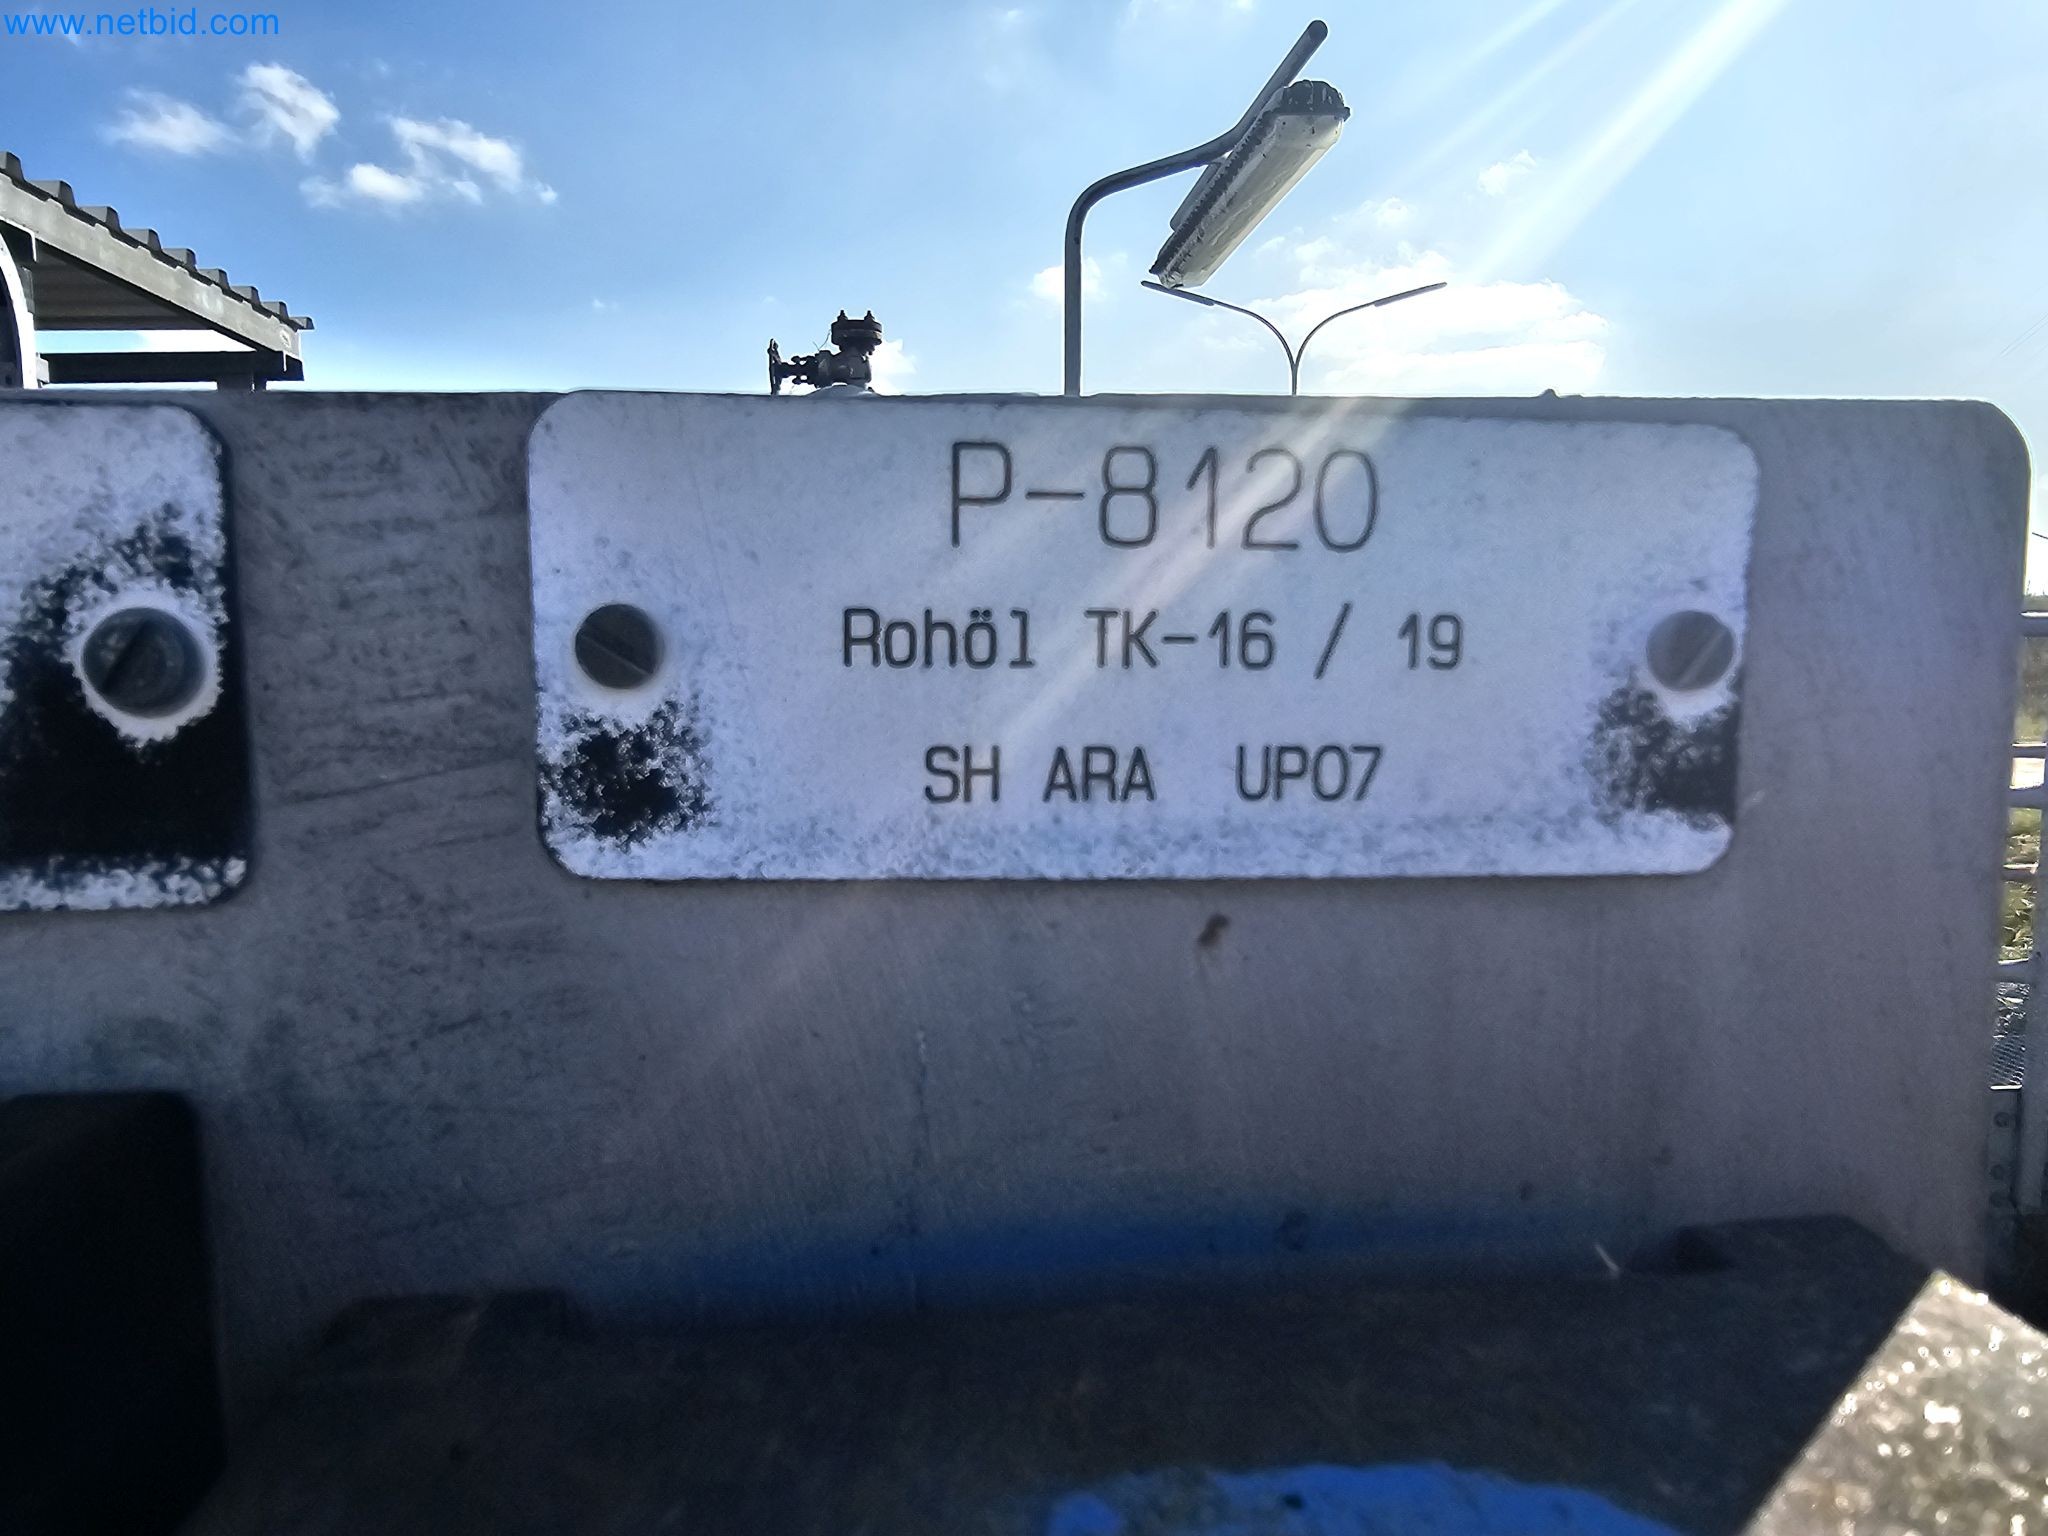 www.netbid.com
P-8120
Rohöl TK-16 / 19
SH ARA UP07